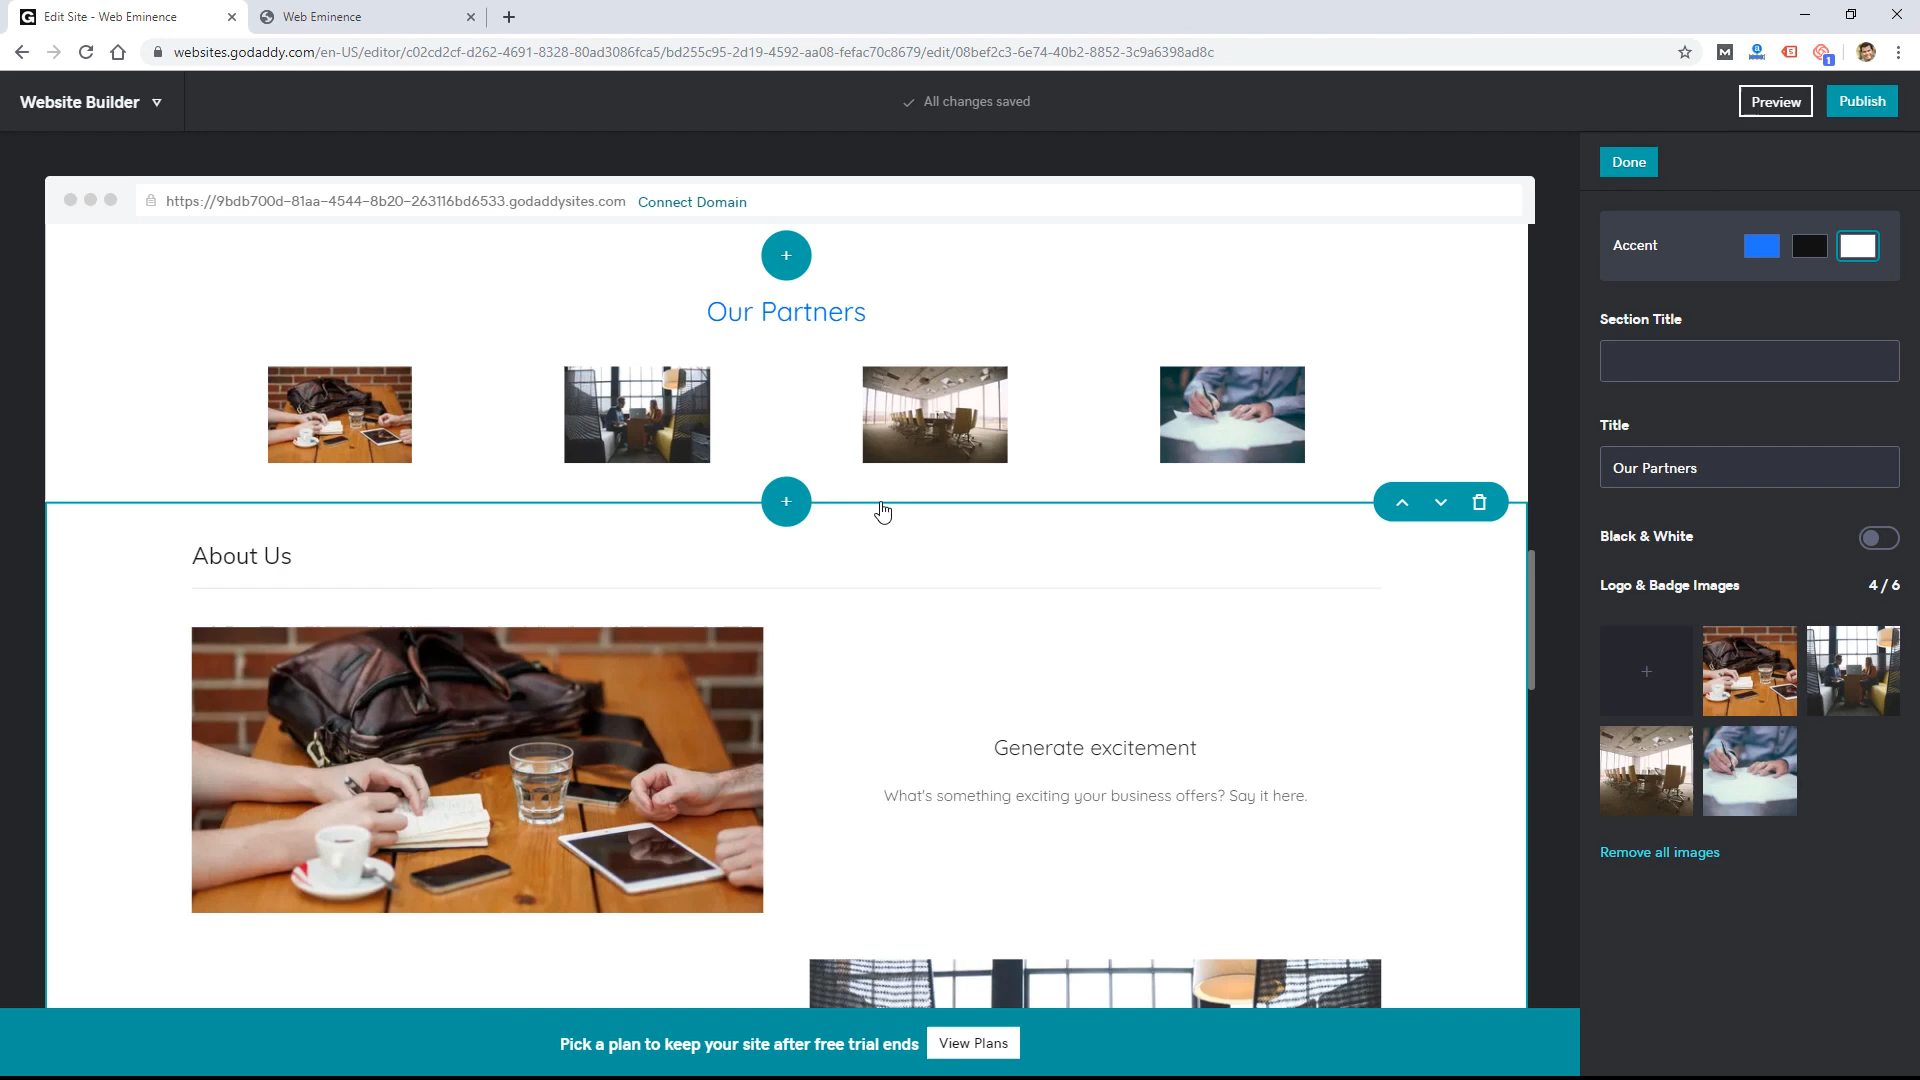 Edit Site - Web Eminence
Web Eminence
websites.godaddy.com/en-US/editor/c02cd2cf-d262-4691-8328-80ad3086fca5/bd255c95-2d19-4592-aa08-fefac70c8679/edit/08bef2c3-6e74-40b2-8852-3c9a6398ad8c
Website Builder
All changes saved
Preview
Publish
Done
https://9bdb700d-81aa-4544-8b20-263116bd6533.godaddysites.com Connect Domain
Accent
Our Partners
Section Title
Title
Our Partners
Black & White
Logo & Badge Images 4 / 6
About Us
Generate excitement
What's something exciting your business offers? Say it here.
Remove all images
Pick a plan to keep your site after free trial ends View Plans